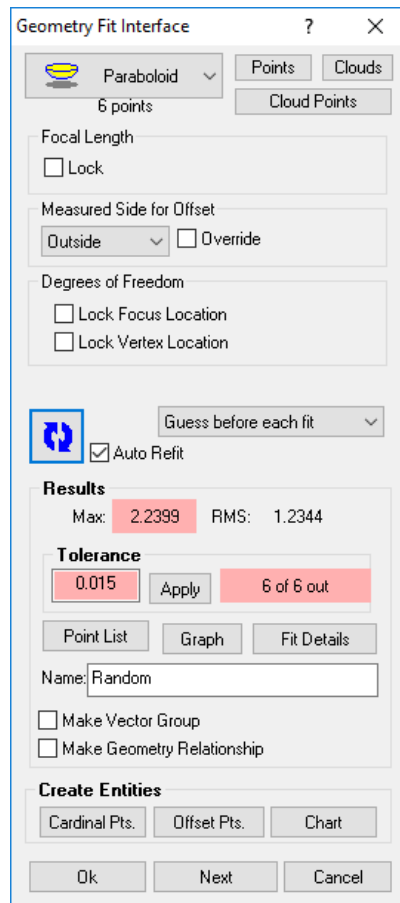 Geometry Fit Interface ? ✕
Paraboloid Points Clouds
6 points Cloud Points
Focal Length
Lock
Measured Side for Offset
Outside Override
Degrees of Freedom
Lock Focus Location
Lock Vertex Location
Guess before each fit
Auto Refit
Results
Max: 2.2399 RMS: 1.2344
Tolerance
0.015 Apply 6 of 6 out
Point List Graph Fit Details
Name: Random
Make Vector Group
Make Geometry Relationship
Create Entities
Cardinal Pts. Offset Pts. Chart
Ok Next Cancel